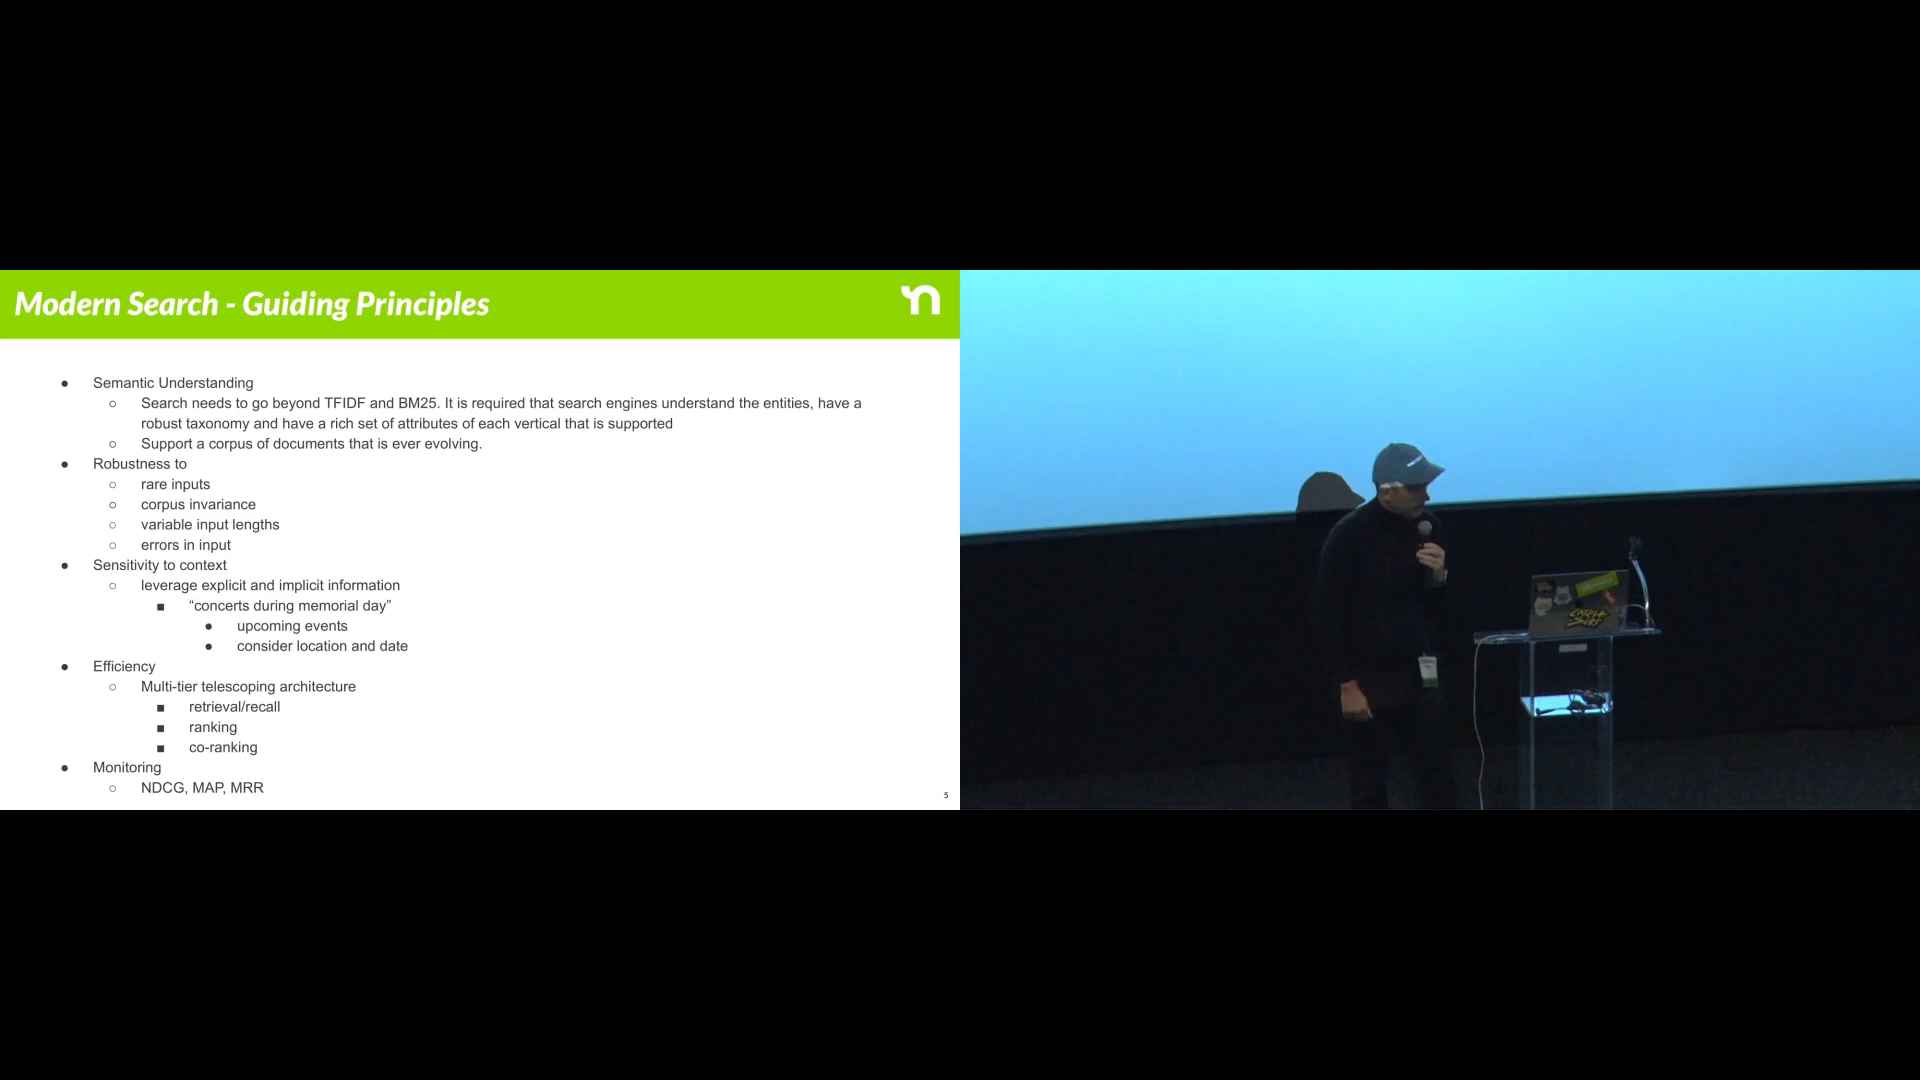 Modern Search - Guiding Principles
● Semantic Understanding
○ Search needs to go beyond TFIDF and BM25. It is required that search engines understand the entities, have a
robust taxonomy and have a rich set of attributes of each vertical that is supported
○ Support a corpus of documents that is ever evolving.
● Robustness to
○ rare inputs
○ corpus invariance
○ variable input lengths
○ errors in input
● Sensitivity to context
○ leverage explicit and implicit information
■ “concerts during memorial day”
● upcoming events
● consider location and date
● Efficiency
○ Multi-tier telescoping architecture
■ retrieval/recall
■ ranking
■ co-ranking
● Monitoring
○ NDCG, MAP, MRR
5